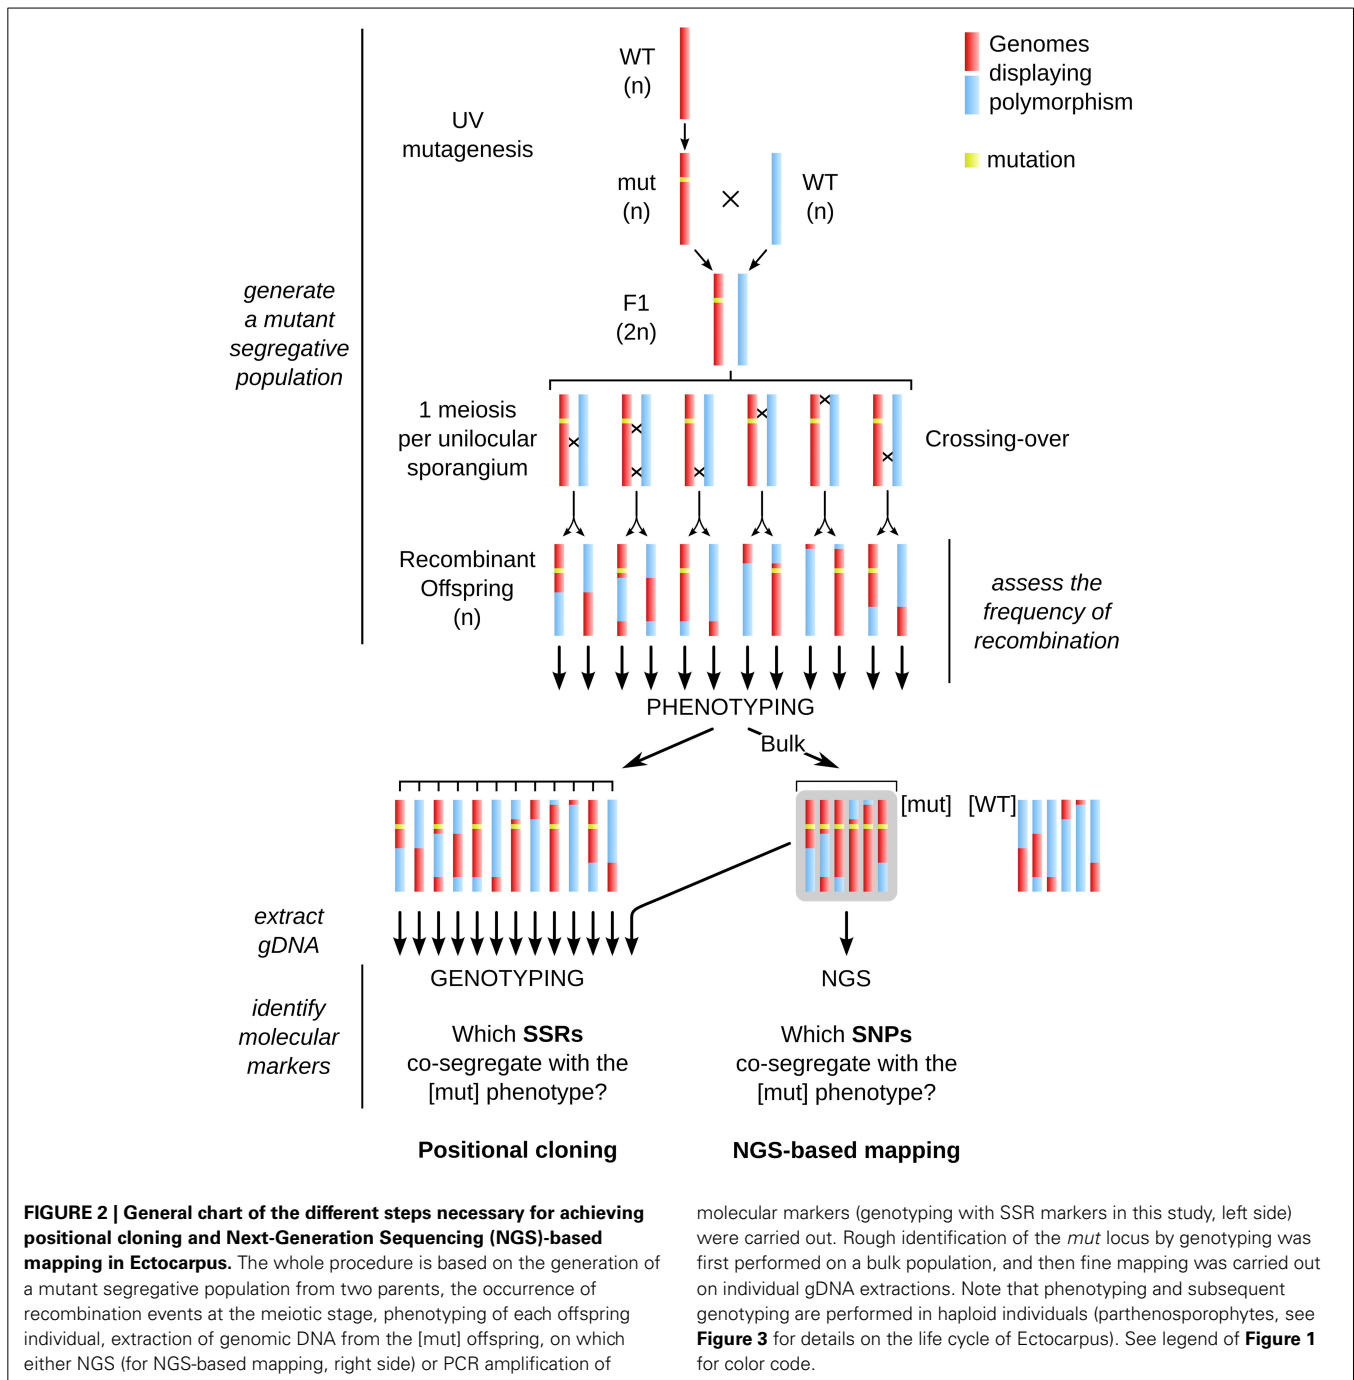 WT
(n)
Genomes
displaying
polymorphism
UV
mutagenesis
mutation
mut
(n)
WT
(n)
generate
a mutant
segregative
population
F1
(2n)
1 meiosis
per unilocular
sporangium
Crossing-over
Recombinant
Offspring
(n)
assess the
frequency of
recombination
PHENOTYPING
Bulk
[mut] [WT]
extract
gDNA
GENOTYPING
NGS
identify
molecular
markers
Which SSRs
co-segregate with the
[mut] phenotype?
Which SNPs
co-segregate with the
[mut] phenotype?
Positional cloning
NGS-based mapping
FIGURE 2 | General chart of the different steps necessary for achieving
positional cloning and Next-Generation Sequencing (NGS)-based
mapping in Ectocarpus. The whole procedure is based on the generation of
a mutant segregative population from two parents, the occurrence of
recombination events at the meiotic stage, phenotyping of each offspring
individual, extraction of genomic DNA from the [mut] offspring, on which
either NGS (for NGS-based mapping, right side) or PCR amplification of
molecular markers (genotyping with SSR markers in this study, left side)
were carried out. Rough identification of the mut locus by genotyping was
first performed on a bulk population, and then fine mapping was carried out
on individual gDNA extractions. Note that phenotyping and subsequent
genotyping are performed in haploid individuals (parthenosporophytes, see
Figure 3 for details on the life cycle of Ectocarpus). See legend of Figure 1
for color code.